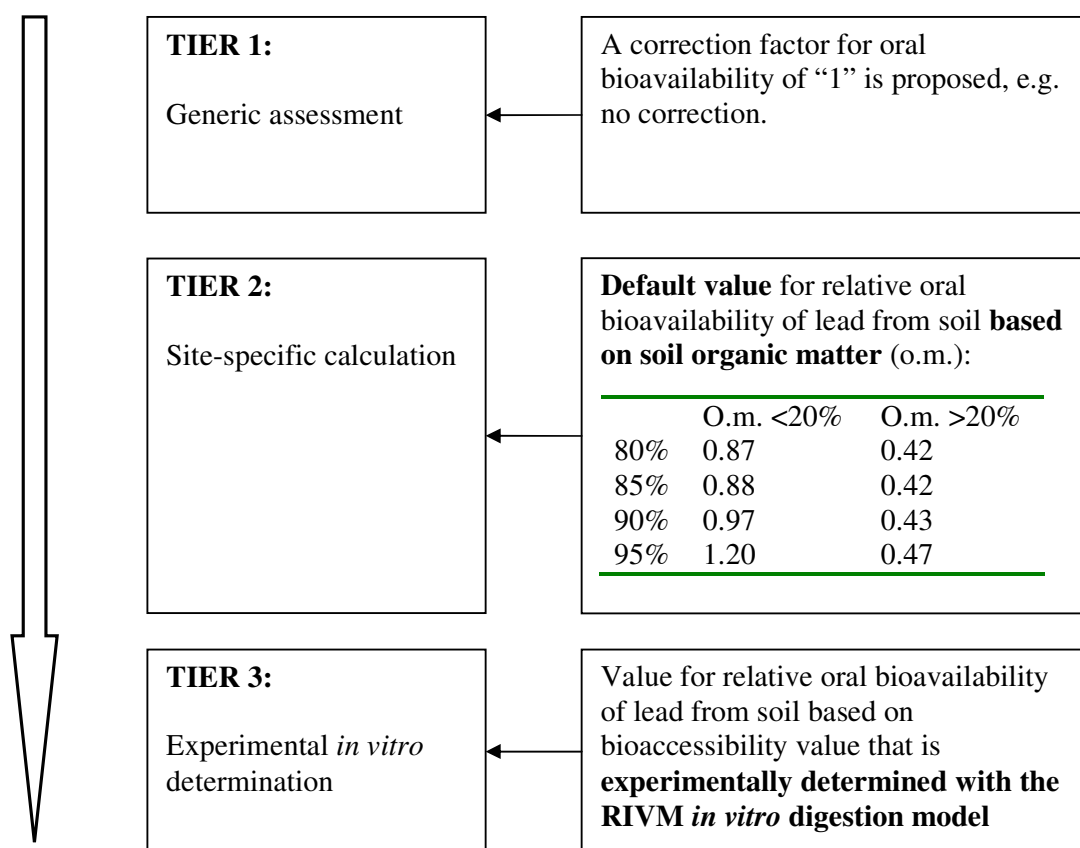 TIER 1:
Generic assessment
A correction factor for oral
bioavailability of “1” is proposed, e.g.
no correction.
TIER 2:
Site-specific calculation
Default value for relative oral
bioavailability of lead from soil based
on soil organic matter (o.m.):
O.m. <20% O.m. >20%
80% 0.87 0.42
85% 0.88 0.42
90% 0.97 0.43
95% 1.20 0.47
TIER 3:
Experimental in vitro
determination
Value for relative oral bioavailability
of lead from soil based on
bioaccessibility value that is
experimentally determined with the
RIVM in vitro digestion model